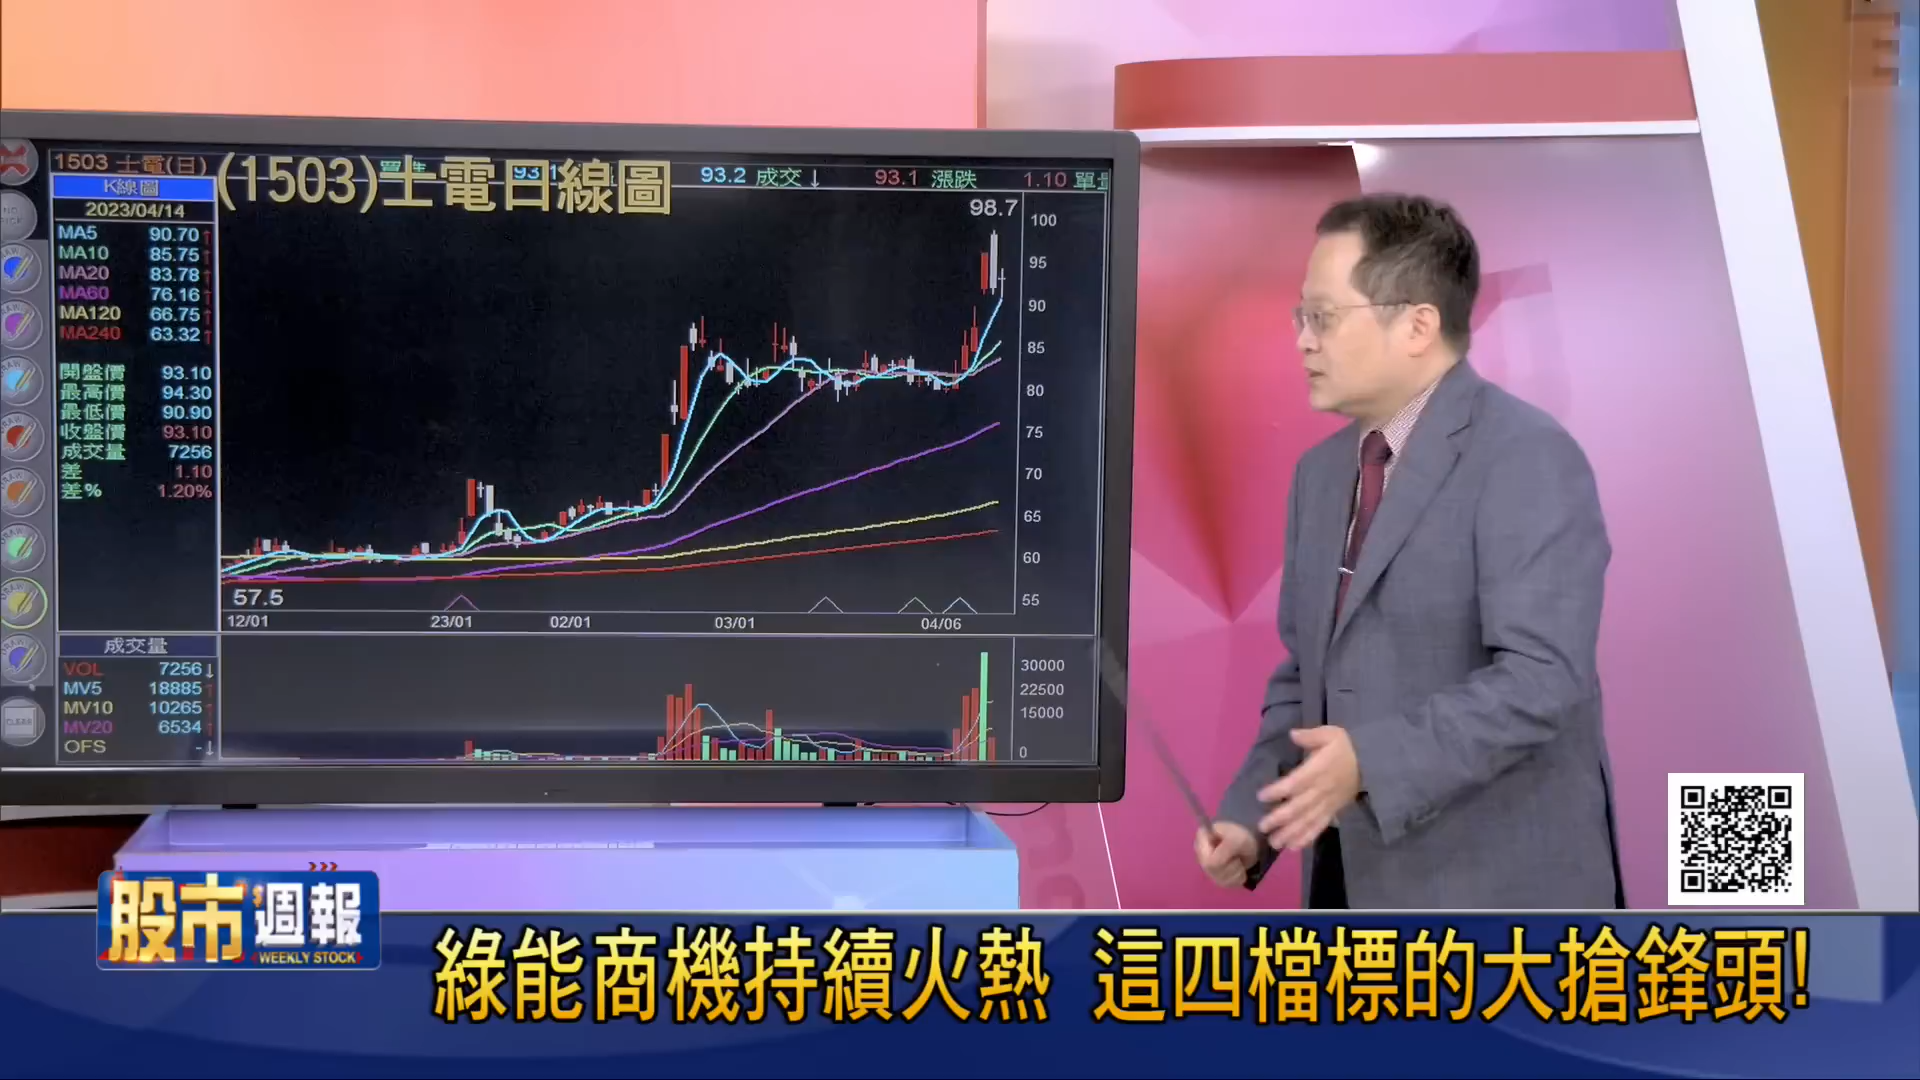 1503 士電(日)
(1503)士電日線圖
93.2 成交↓ 93.1 漲跌 1.10
K線圖
2023/04/14
MA5 90.70↑
MA10 85.75↑
MA20 83.78↑
MA60 76.16↑
MA120 66.75↑
MA240 63.32↑
開盤價 93.10
最高價 94.30
最低價 90.90
收盤價 93.10
成交量 7256
差 1.10
差% 1.20%
98.7
100
95
90
85
80
75
70
65
60
55
57.5
12/01 23/01 02/01 03/01 04/06
成交量
VOL 7256↓
MV5 18885↑
MV10 10265↑
MV20 6534↑
OFS -↓
30000
22500
15000
0
CLEAR
股市週報
WEEKLY STOCK
綠能商機持續火熱 這四檔標的大搶鋒頭!